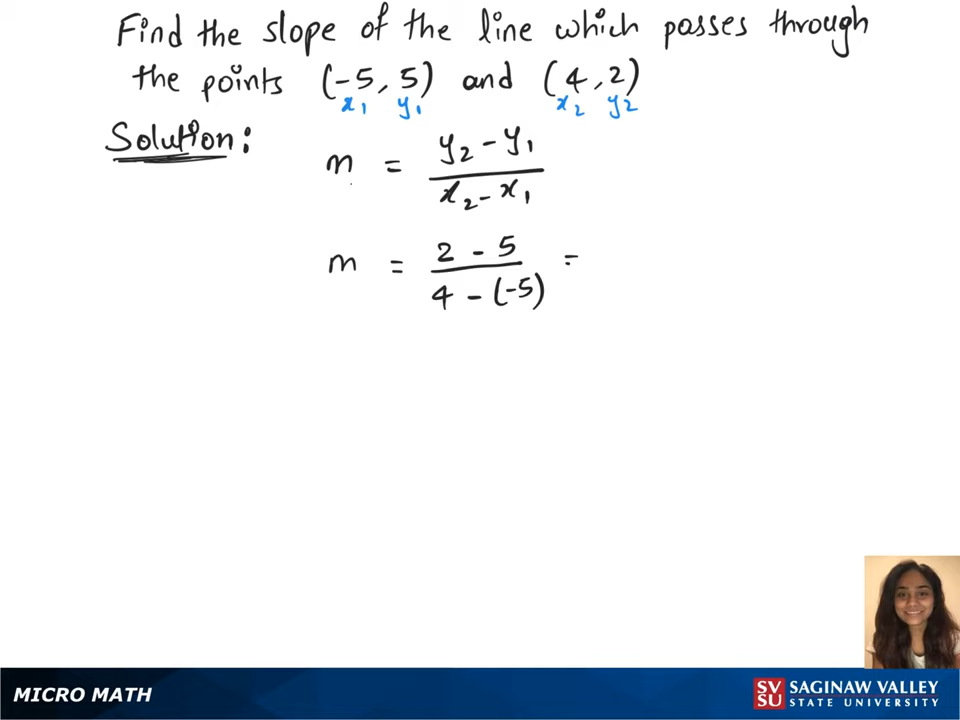 Find the slope of the line which passes through
the points (-5, 5) and (4, 2)
x₁ y₁ x₂ y₂
Solution:
m = (y₂ - y₁) / (x₂ - x₁)
m = (2 - 5) / (4 - (-5)) =
MICRO MATH
SV SU SAGINAW VALLEY
STATE UNIVERSITY